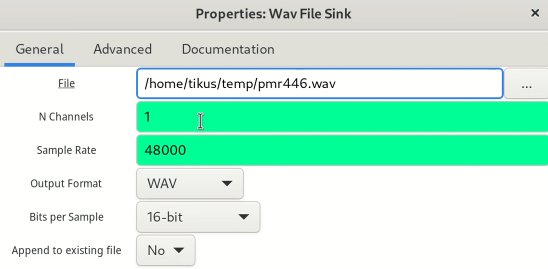 Properties: Wav File Sink
General Advanced Documentation
File /home/tikus/temp/pmr446.wav ...
N Channels 1
Sample Rate 48000
Output Format WAV
Bits per Sample 16-bit
Append to existing file No